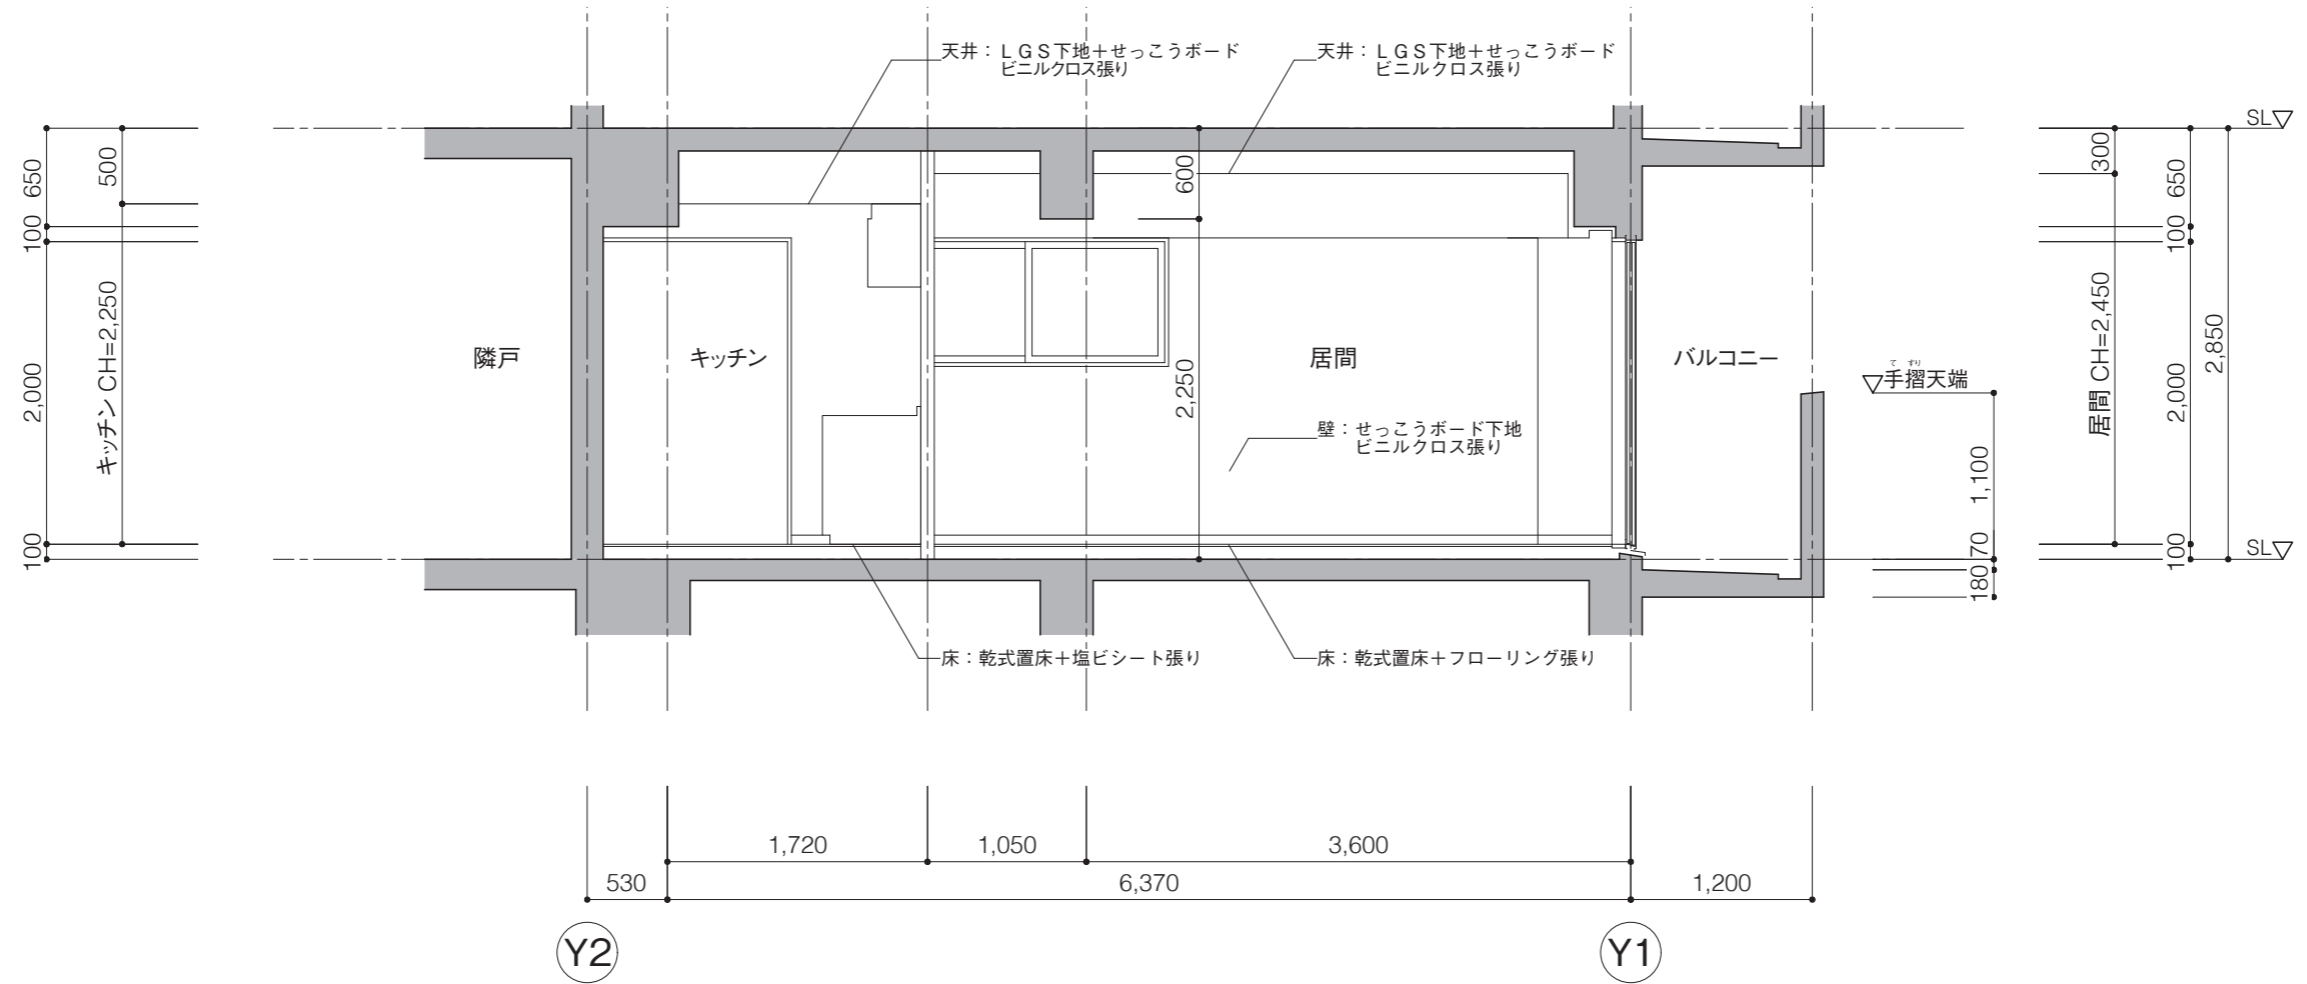 天井：ＬＧＳ下地＋せっこうボード
ビニルクロス張り
天井：ＬＧＳ下地＋せっこうボード
ビニルクロス張り
SL▽
650
500
100
キッチン CH=2,250
2,000
100
600
2,250
300
650
100
居間 CH=2,450
2,000
2,850
100
隣戸
キッチン
居間
バルコニー
て すり
▽手摺天端
壁：せっこうボード下地
ビニルクロス張り
1,100
70
180
SL▽
床：乾式置床＋塩ビシート張り
床：乾式置床＋フローリング張り
1,720
1,050
3,600
530
6,370
1,200
Y2
Y1